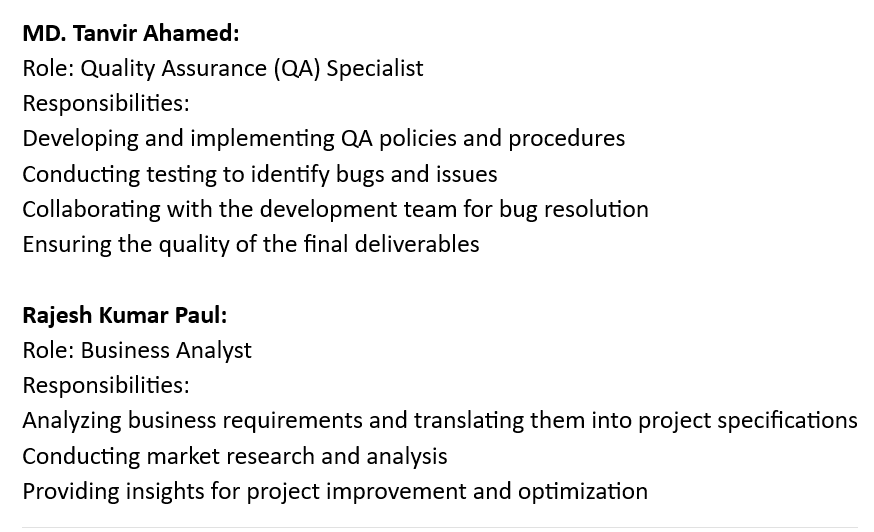 MD. Tanvir Ahamed:
Role: Quality Assurance (QA) Specialist
Responsibilities:
Developing and implementing QA policies and procedures
Conducting testing to identify bugs and issues
Collaborating with the development team for bug resolution
Ensuring the quality of the final deliverables
Rajesh Kumar Paul:
Role: Business Analyst
Responsibilities:
Analyzing business requirements and translating them into project specifications
Conducting market research and analysis
Providing insights for project improvement and optimization